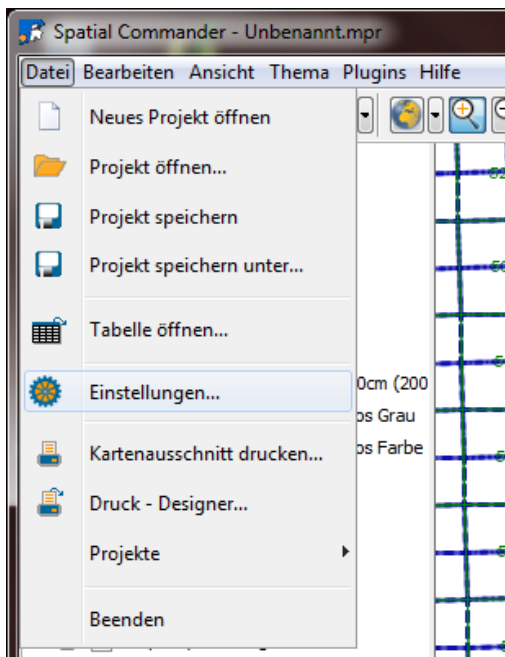 Spatial Commander - Unbenannt.mpr
Datei Bearbeiten Ansicht Thema Plugins Hilfe
Neues Projekt öffnen
Projekt öffnen...
Projekt speichern
Projekt speichern unter...
Tabelle öffnen...
Einstellungen...
0cm (200
os Grau
os Farbe
Kartenausschnitt drucken...
Druck - Designer...
Projekte
Beenden